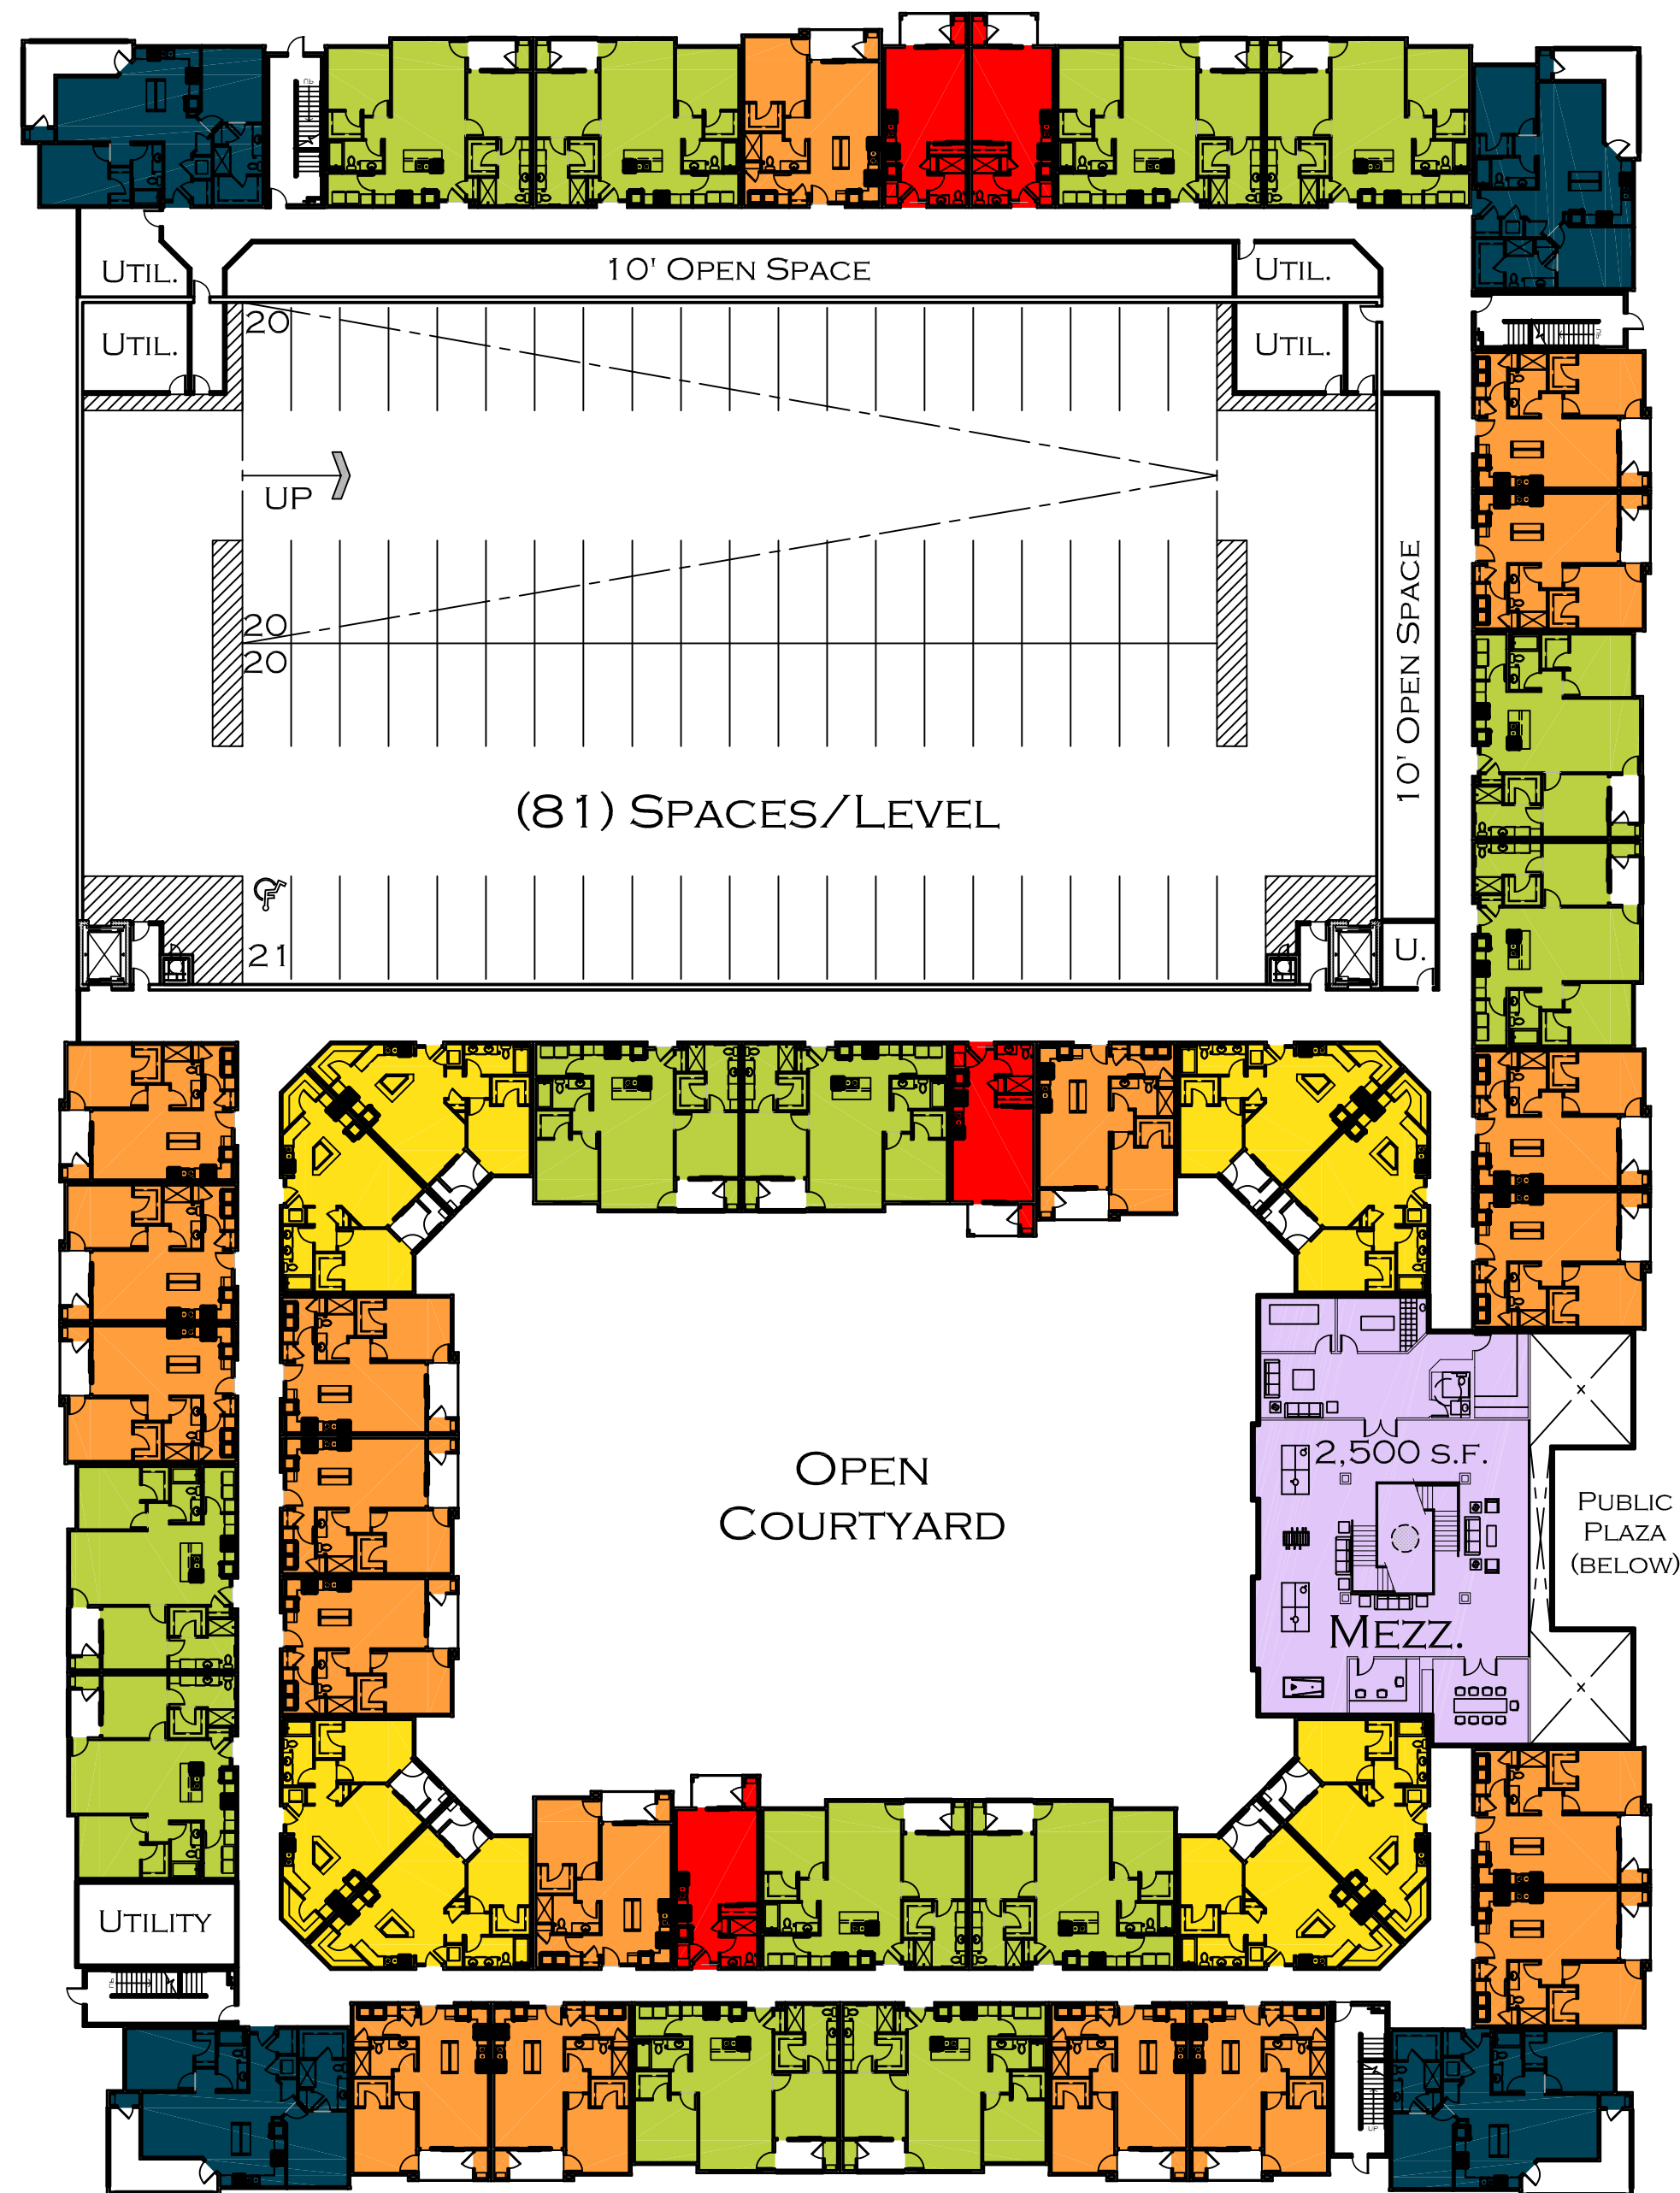 UTIL.
10' OPEN SPACE
UTIL.
20
UTIL.
UTIL.
UP
20
20
10' OPEN SPACE
(81) SPACES/LEVEL
21
U.
2,500 S.F.
OPEN
COURTYARD
PUBLIC
PLAZA
(BELOW)
MEZZ.
UTILITY
UP